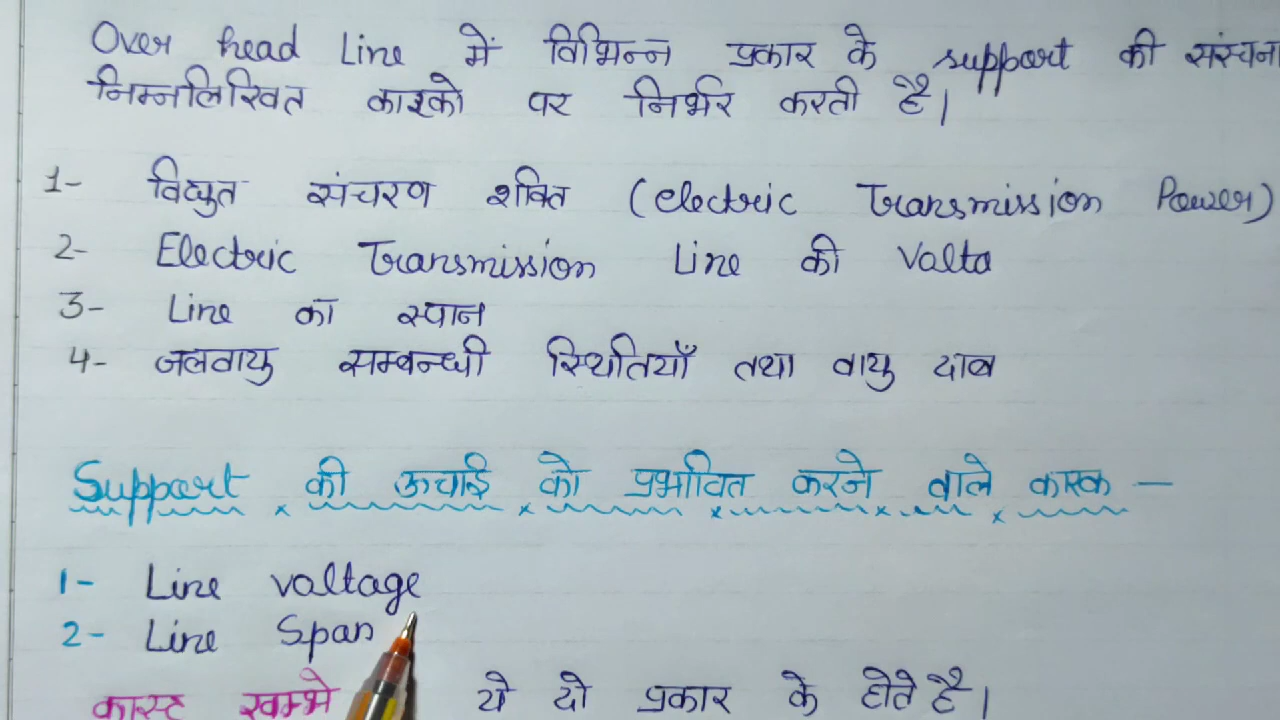 Over head Line में विभिन्न प्रकार के support की संरचना
निम्नलिखित कारको पर निर्भर करती है।
1- विद्युत संचरण शक्ति (electric Transmission Power)
2- Electric Transmission Line की Valta
3- Line का स्पान
4- जलवायु सम्बन्धी स्थितियाँ तथा वायु दाब
Support की ऊचाई को प्रभावित करने वाले कारक -
1- Line voltage
2- Line Span
कास्ट खम्भे ये दो प्रकार के होते है।